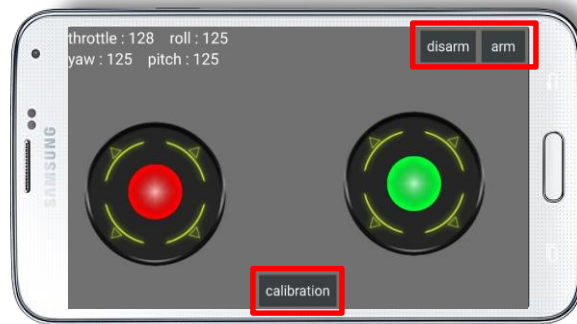 throttle : 128 roll : 125
yaw : 125 pitch : 125
disarm arm
SAMSUNG
calibration